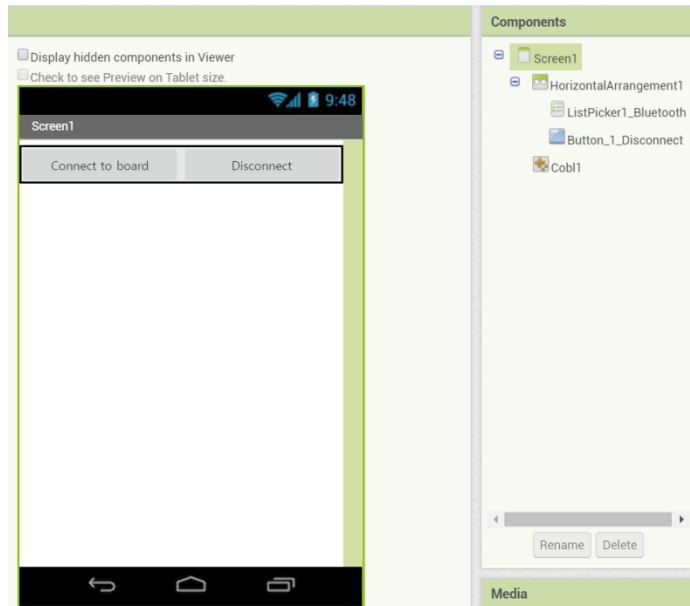 Components
Display hidden components in Viewer
Check to see Preview on Tablet size.
9:48
Screen1
Connect to board
Disconnect
Screen1
HorizontalArrangement1
ListPicker1_Bluetooth
Button_1_Disconnect
Cobl1
Rename
Delete
Media